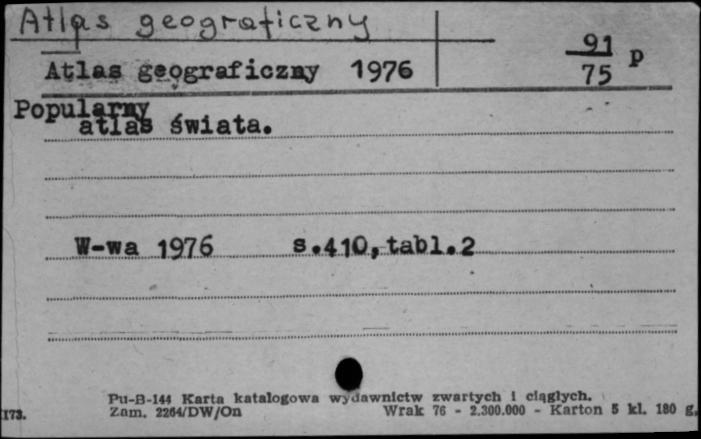 Atlas geograficzny
91
75 p
Atlas geograficzny 1976
Popularny
atlas świata.
W-wa 1976 s.410,tabl.2
Pu-B-144 Karta katalogowa wydawnictw zwartych i ciągłych.
173. Zam. 2264/DW/On Wrak 76 - 2.300.000 - Karton 5 kl. 180 g.